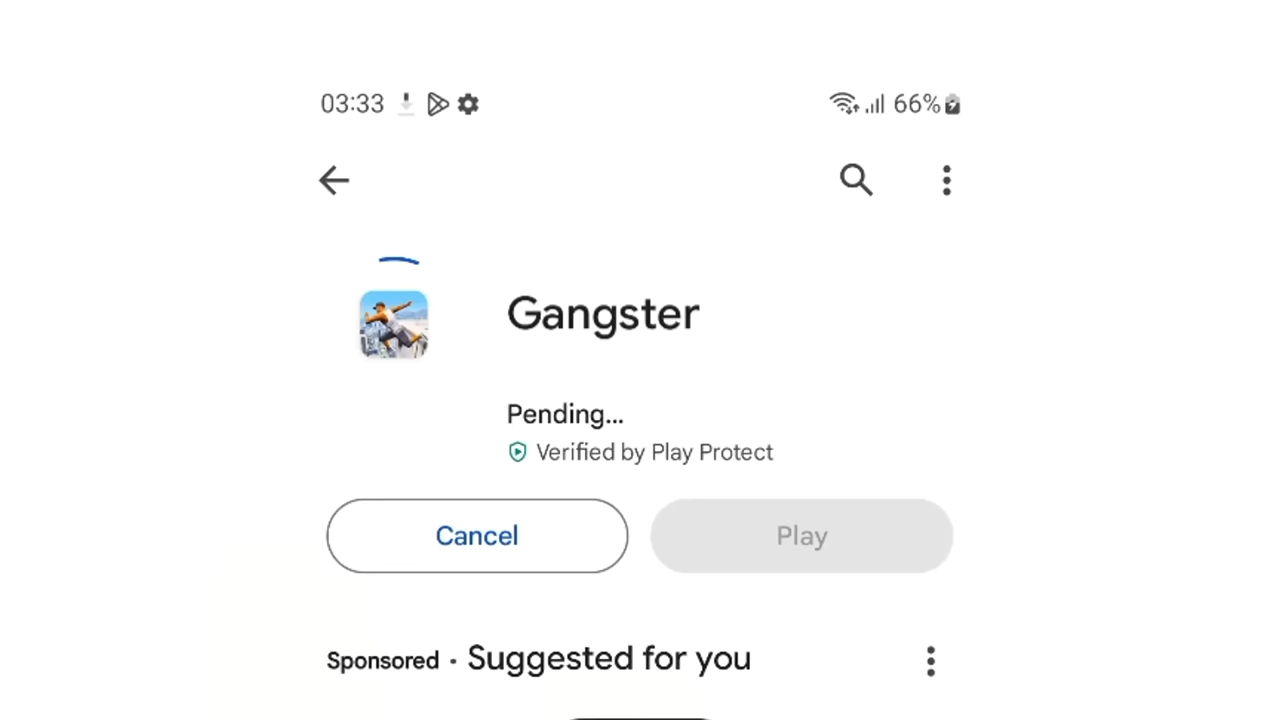 03:33 66%
Gangster
Pending...
Verified by Play Protect
Cancel Play
Sponsored · Suggested for you